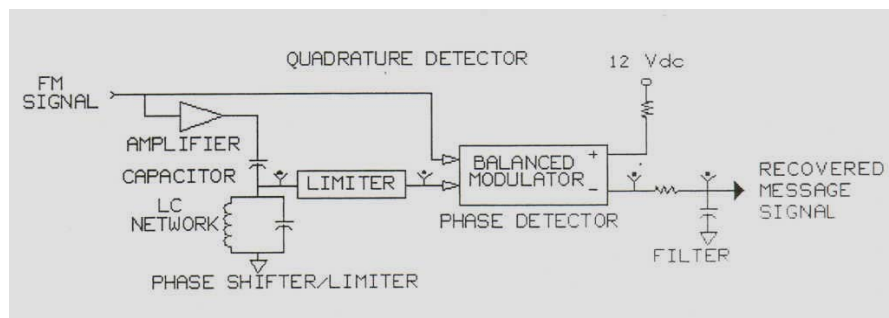 QUADRATURE DETECTOR
12 Vdc
FM
SIGNAL
AMPLIFIER
CAPACITOR
LIMITER
BALANCED
MODULATOR
+
-
RECOVERED
MESSAGE
SIGNAL
LC
NETWORK
PHASE DETECTOR
FILTER
PHASE SHIFTER/LIMITER